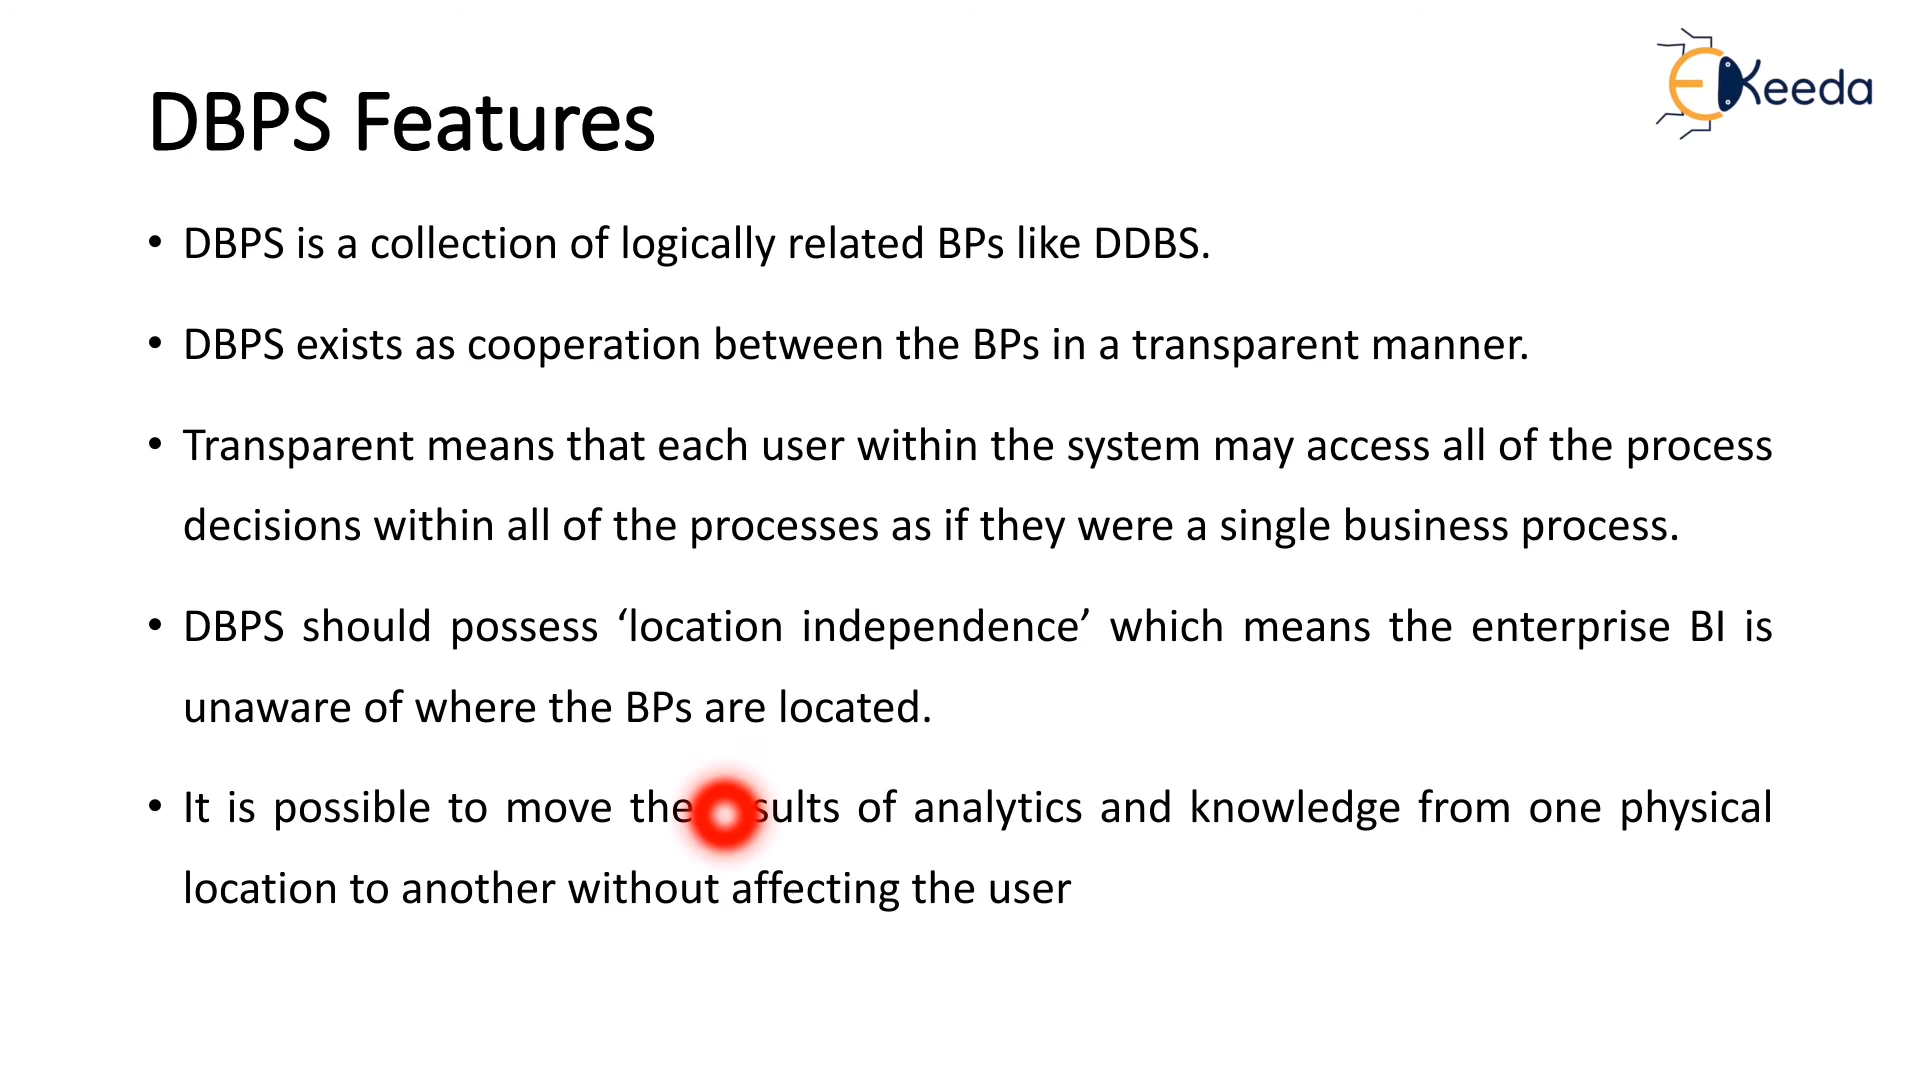 EKeeda
DBPS Features
• DBPS is a collection of logically related BPs like DDBS.
• DBPS exists as cooperation between the BPs in a transparent manner.
• Transparent means that each user within the system may access all of the process
decisions within all of the processes as if they were a single business process.
• DBPS should possess ‘location independence’ which means the enterprise BI is
unaware of where the BPs are located.
• It is possible to move the of analytics and knowledge from one physical
location to another without affecting the user